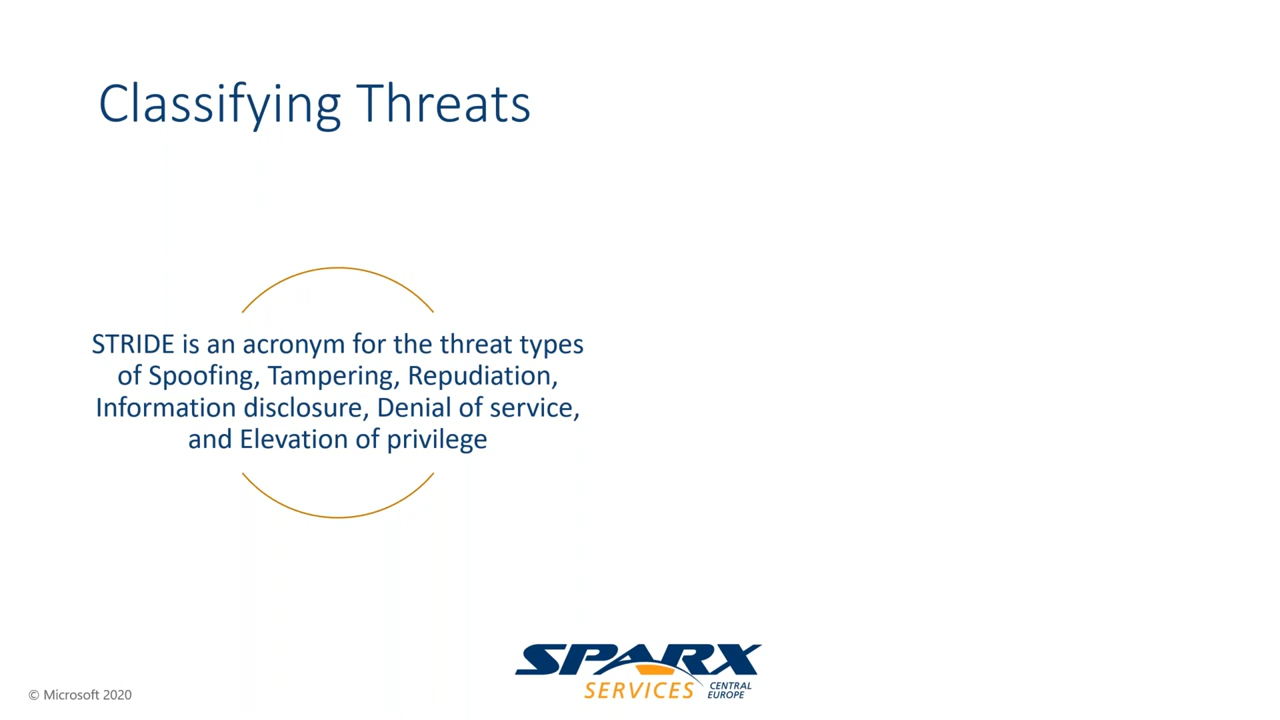 Classifying Threats
STRIDE is an acronym for the threat types
of Spoofing, Tampering, Repudiation,
Information disclosure, Denial of service,
and Elevation of privilege
SPARX
SERVICES CENTRAL
EUROPE
© Microsoft 2020